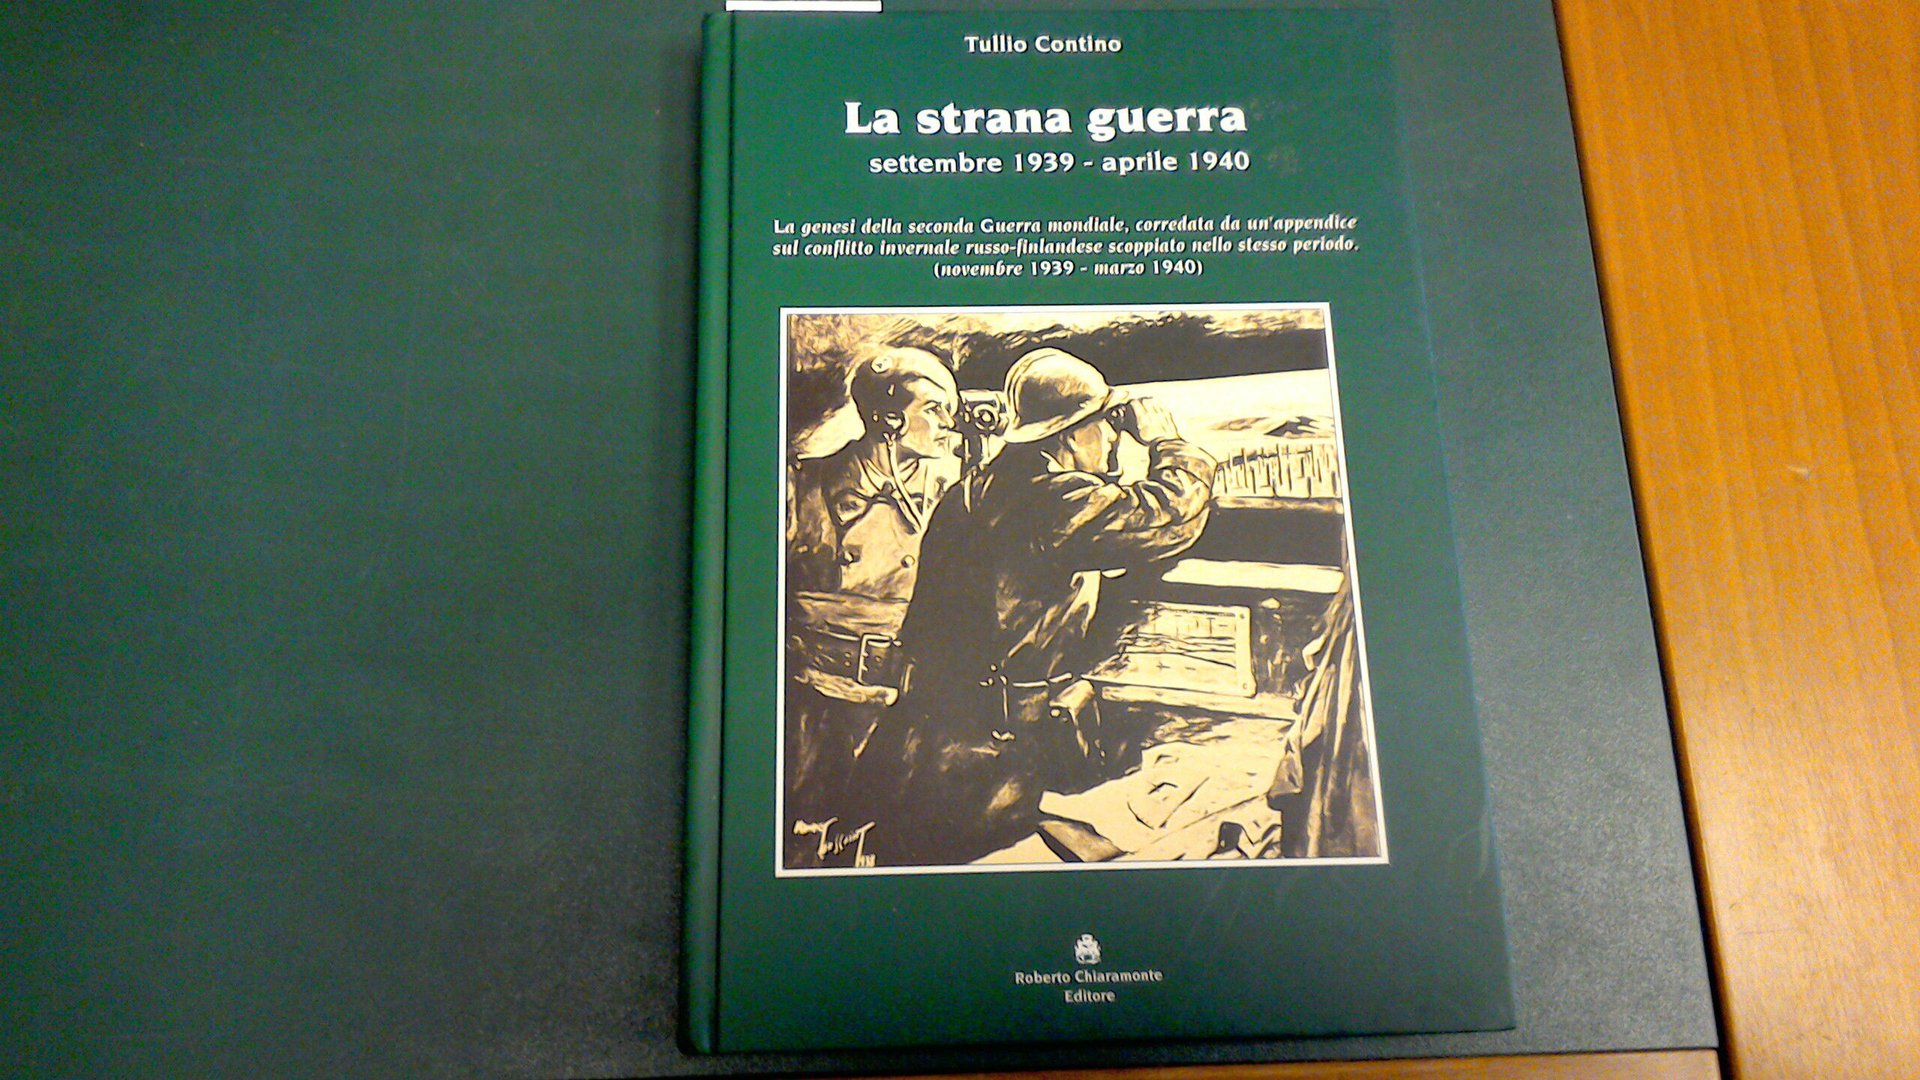 Tullio Contino
La strana guerra
settembre 1939 - aprile 1940
La genesi della seconda Guerra mondiale, corredata da un'appendice
sul conflitto invernale russo-finlandese scoppiato nello stesso periodo.
(novembre 1939 - marzo 1940)
Roberto Chiaramonte
Editore